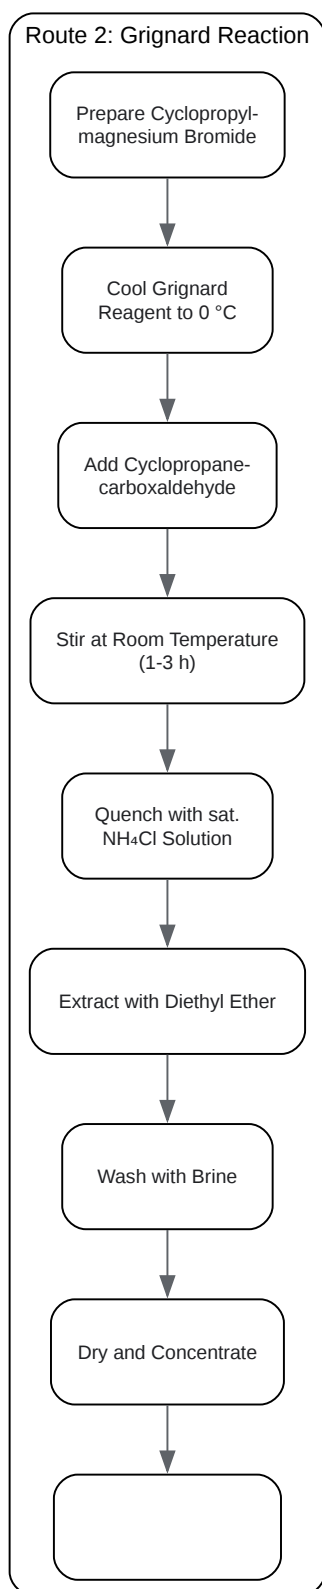 Route 2: Grignard Reaction
Prepare Cyclopropyl-
magnesium Bromide
Cool Grignard
Reagent to 0 °C
Add Cyclopropane-
carboxaldehyde
Stir at Room Temperature
(1-3 h)
Quench with sat.
NH₄Cl Solution
Extract with Diethyl Ether
Wash with Brine
Dry and Concentrate